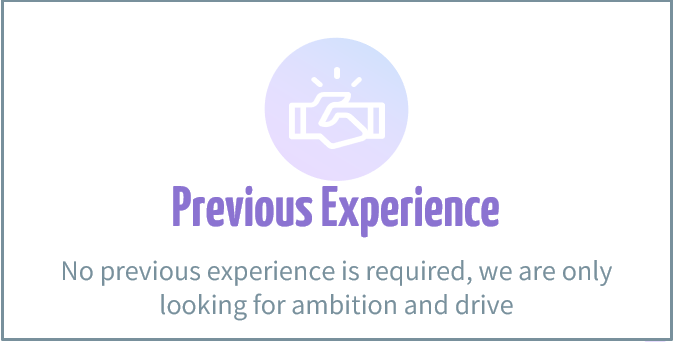 Previous Experience
No previous experience is required, we are only
looking for ambition and drive